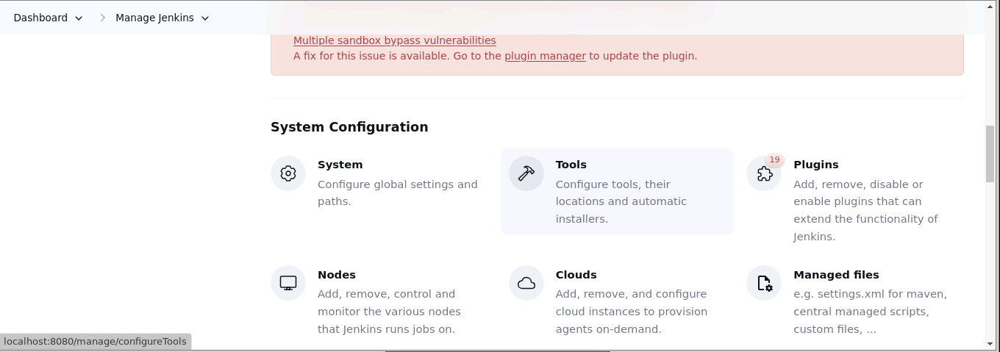 Dashboard Manage Jenkins
Multiple sandbox bypass vulnerabilities
A fix for this issue is available. Go to the plugin manager to update the plugin.
System Configuration
System
Configure global settings and
paths.
Tools
Configure tools, their
locations and automatic
installers.
19
Plugins
Add, remove, disable or
enable plugins that can
extend the functionality of
Jenkins.
Nodes
Add, remove, control and
monitor the various nodes
that Jenkins runs jobs on.
Clouds
Add, remove, and configure
cloud instances to provision
agents on-demand.
Managed files
e.g. settings.xml for maven,
central managed scripts,
custom files, ...
localhost:8080/manage/configureTools